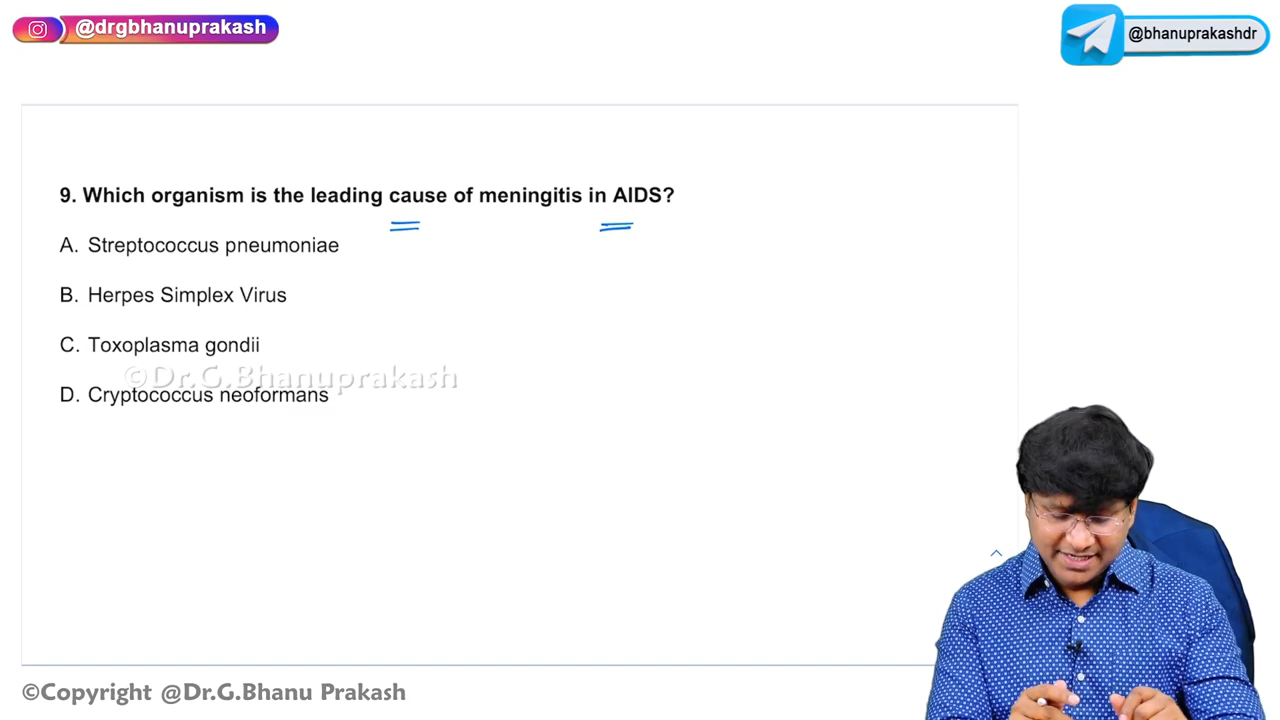 @drgbhanuprakash
@bhanuprakashdr
9. Which organism is the leading cause of meningitis in AIDS?
A. Streptococcus pneumoniae
B. Herpes Simplex Virus
C. Toxoplasma gondii
©Dr.G.Bhanuprakash
D. Cryptococcus neoformans
©Copyright @Dr.G.Bhanu Prakash